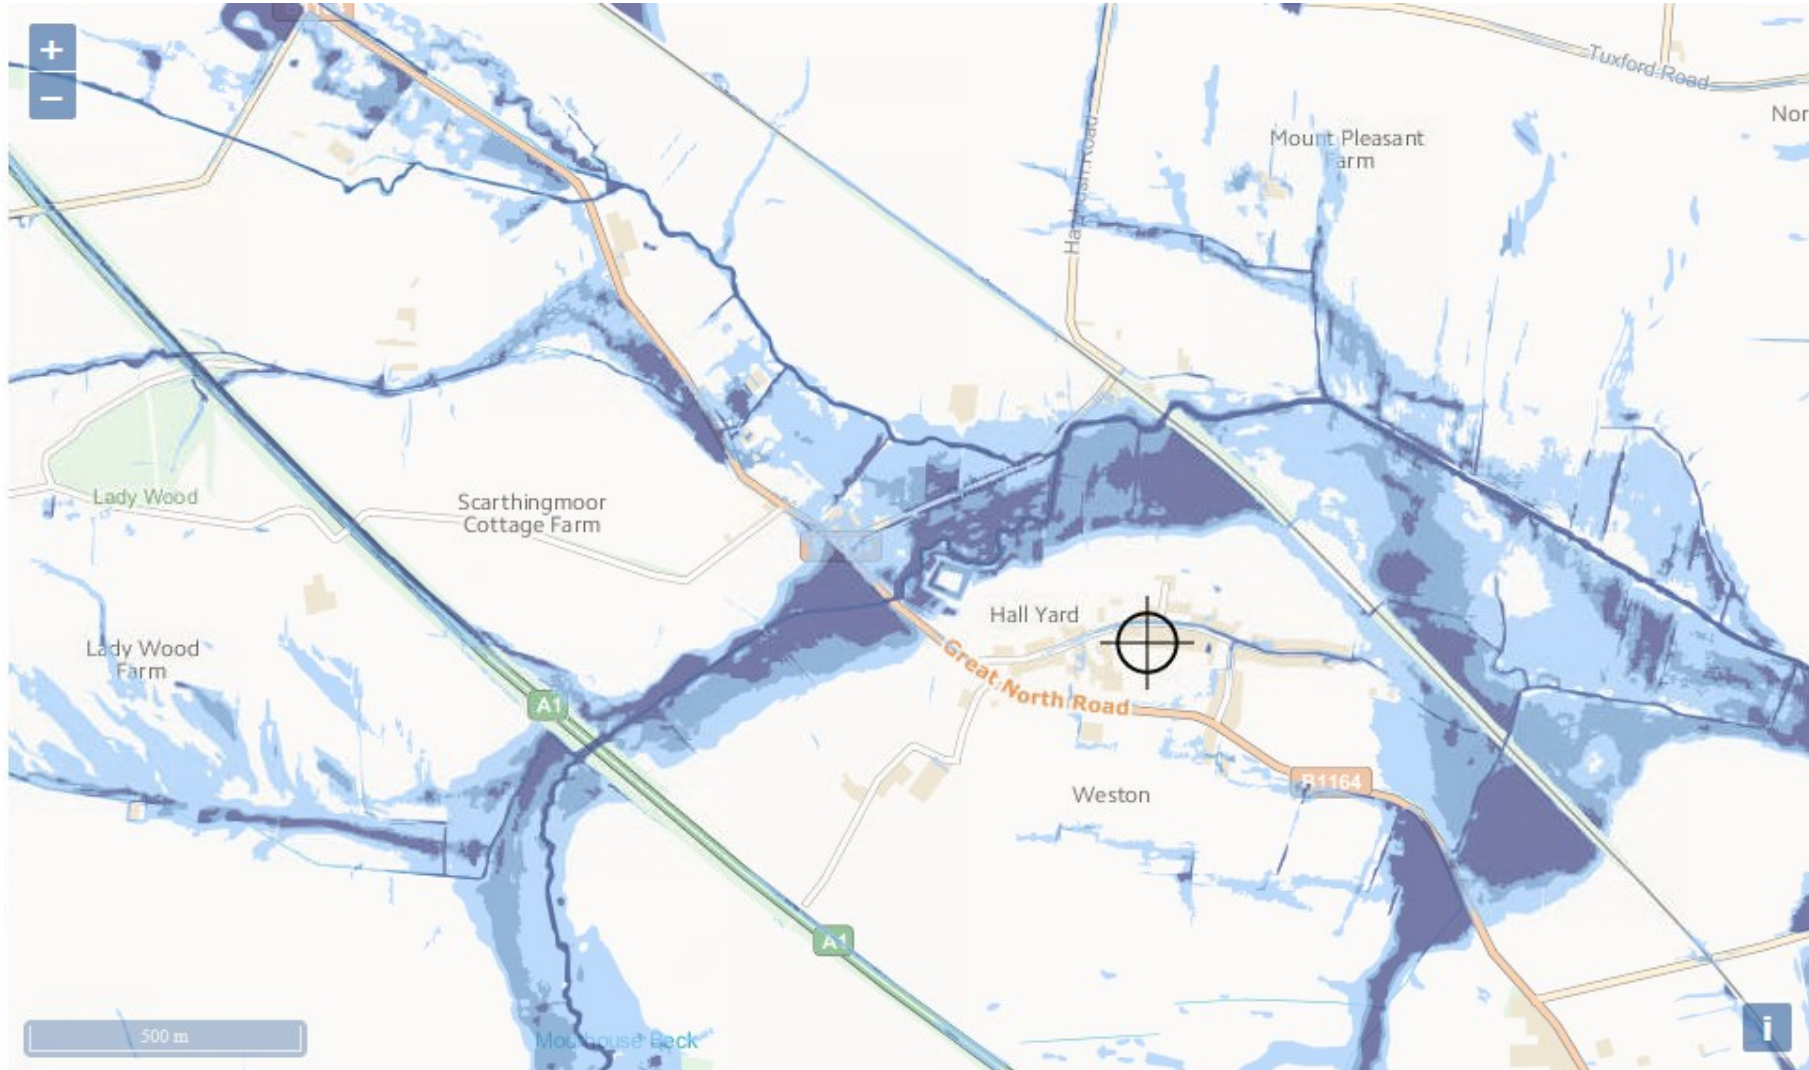 +
−
Tuxford Road
Mount Pleasant
Farm
Nor
Lady Wood
Scarthingmoor
Cottage Farm
Hall Yard
Lady Wood
Farm
Great North Road
A1
B1164
Weston
A1
500 m
Moorhouse Beck
i